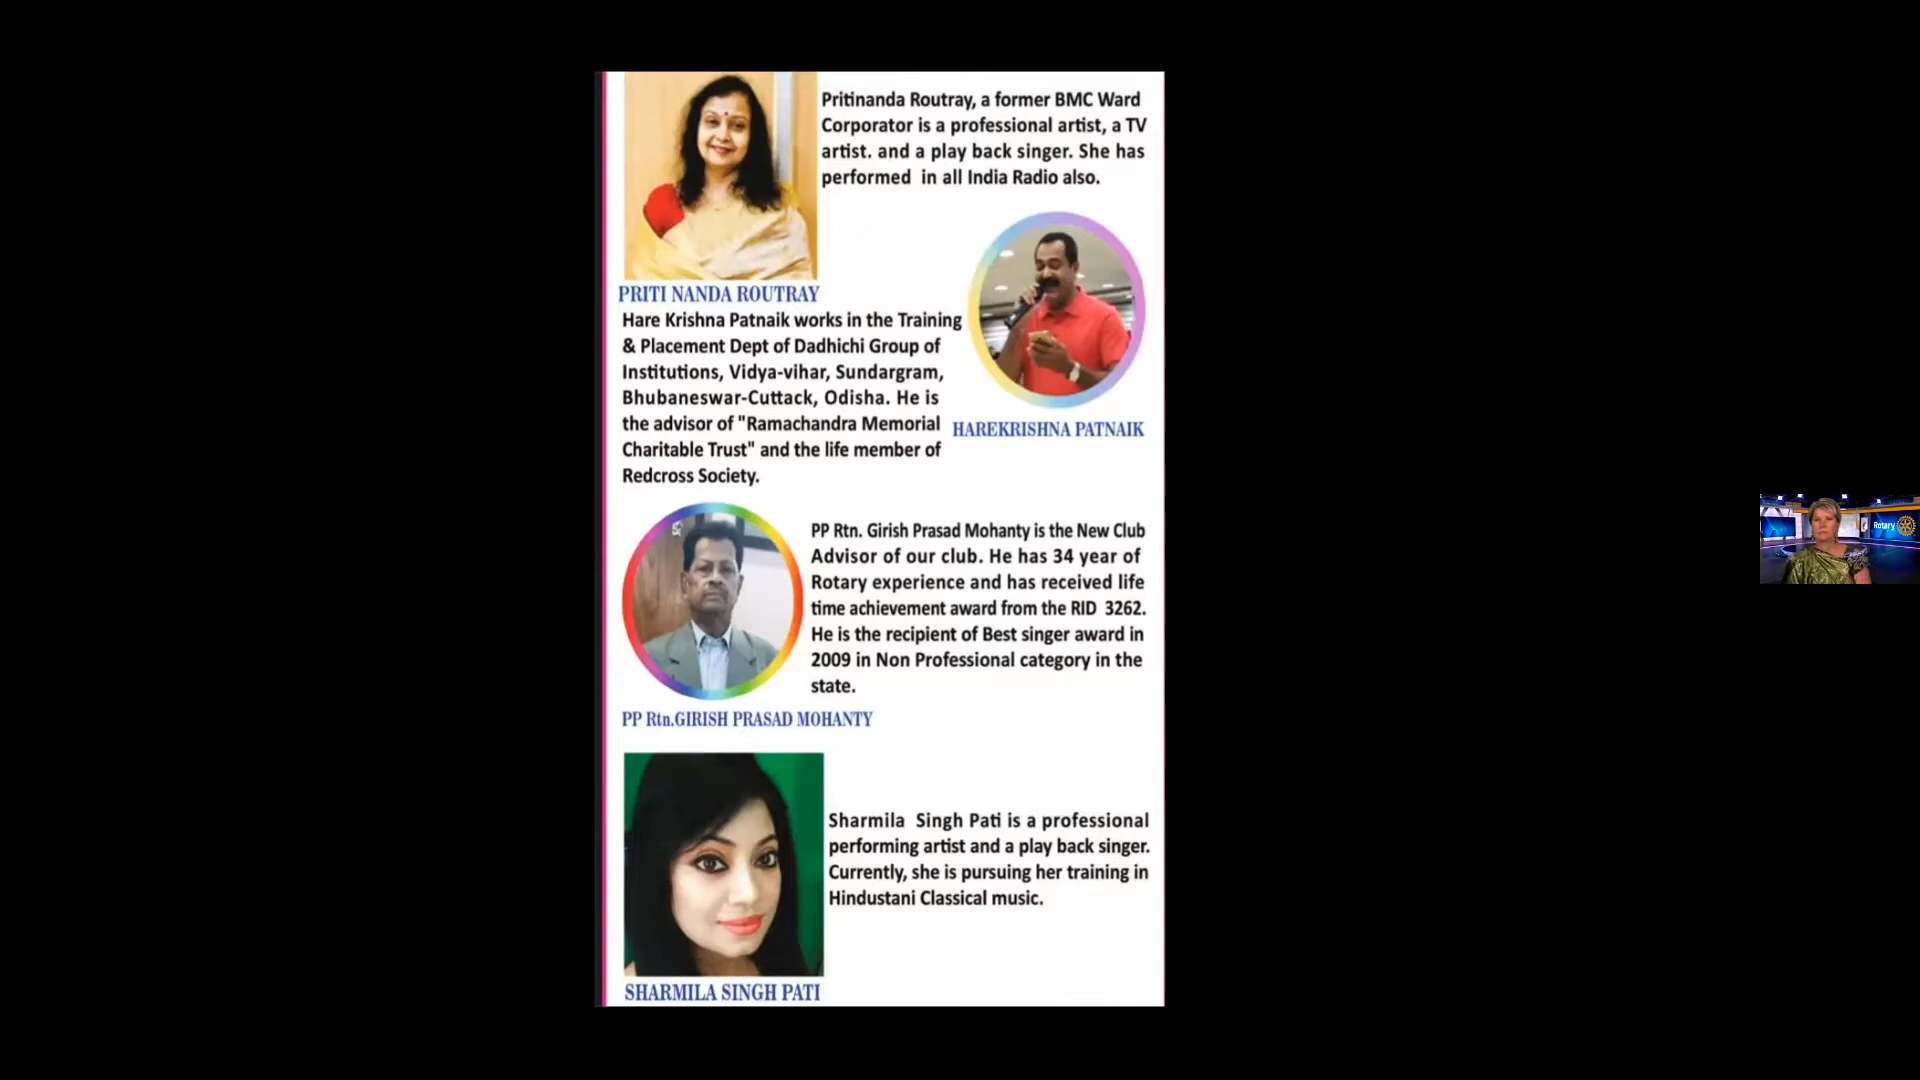 Pritinanda Routray, a former BMC Ward
Corporator is a professional artist, a TV
artist. and a play back singer. She has
performed in all India Radio also.
PRITI NANDA ROUTRAY
Hare Krishna Patnaik works in the Training
& Placement Dept of Dadhichi Group of
Institutions, Vidya-vihar, Sundargram,
Bhubaneswar-Cuttack, Odisha. He is
the advisor of "Ramachandra Memorial
Charitable Trust" and the life member of
Redcross Society.
HAREKRISHNA PATNAIK
PP Rtn. Girish Prasad Mohanty is the New Club
Advisor of our club. He has 34 year of
Rotary experience and has received life
time achievement award from the RID 3262.
He is the recipient of Best singer award in
2009 in Non Professional category in the
state.
PP Rtn.GIRISH PRASAD MOHANTY
Sharmila Singh Pati is a professional
performing artist and a play back singer.
Currently, she is pursuing her training in
Hindustani Classical music.
SHARMILA SINGH PATI
Rotary